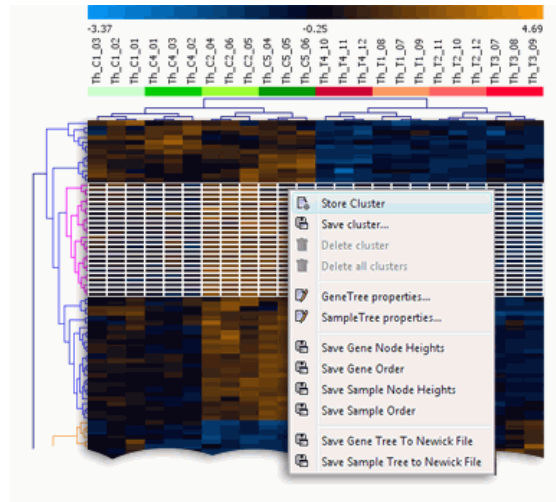 -3.37 -0.25 4.69
Th_C1_03
Th_C1_02
Th_C1_01
Th_C4_01
Th_C4_03
Th_C4_02
Th_C2_04
Th_C2_06
Th_C2_05
Th_C5_04
Th_C5_05
Th_C5_06
Th_T4_10
Th_T4_11
Th_T4_12
Th_T1_08
Th_T1_07
Th_T1_09
Th_T2_11
Th_T2_10
Th_T2_12
Th_T3_07
Th_T3_08
Th_T3_09
Store Cluster
Save cluster...
Delete cluster
Delete all clusters
GeneTree properties...
SampleTree properties...
Save Gene Node Heights
Save Gene Order
Save Sample Node Heights
Save Sample Order
Save Gene Tree To Newick File
Save Sample Tree to Newick File